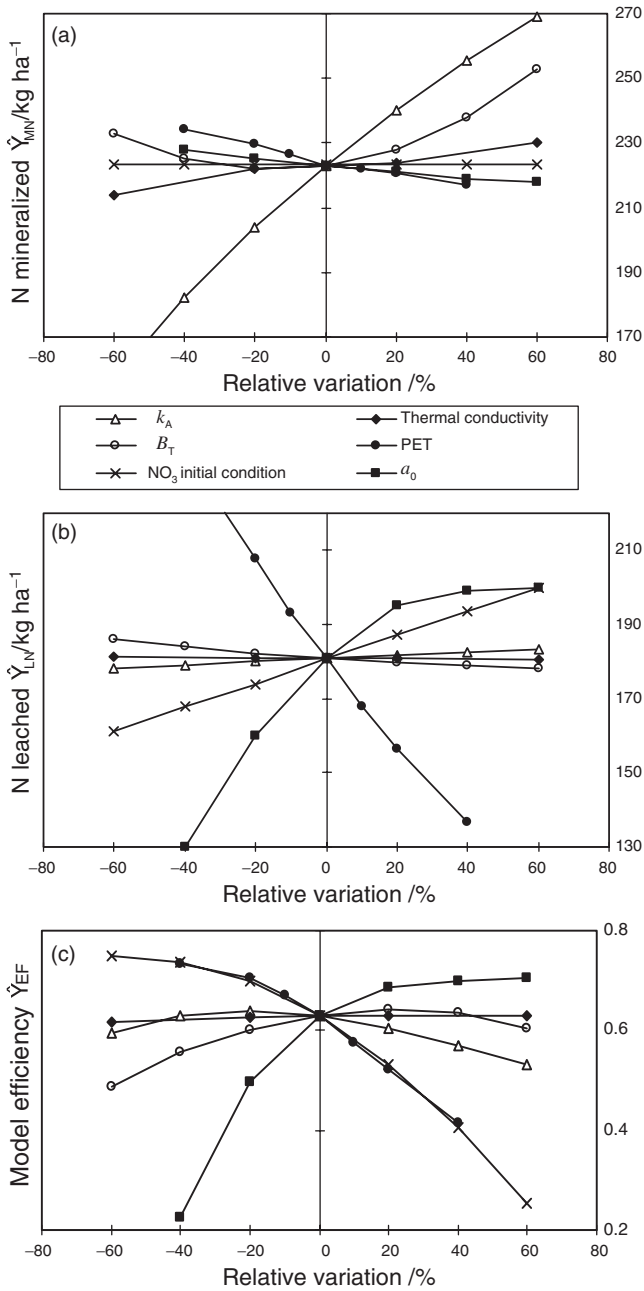 (a)
N mineralized Ŷ_MN/kg ha⁻¹
270
250
230
210
190
170
−80 −60 −40 −20 0 20 40 60 80
Relative variation /%
k_A
Thermal conductivity
B_T
PET
NO₃ initial condition
a₀
(b)
N leached Ŷ_LN/kg ha⁻¹
210
190
170
150
130
−80 −60 −40 −20 0 20 40 60 80
Relative variation /%
(c)
Model efficiency Ŷ_EF
0.8
0.6
0.4
0.2
−80 −60 −40 −20 0 20 40 60 80
Relative variation /%